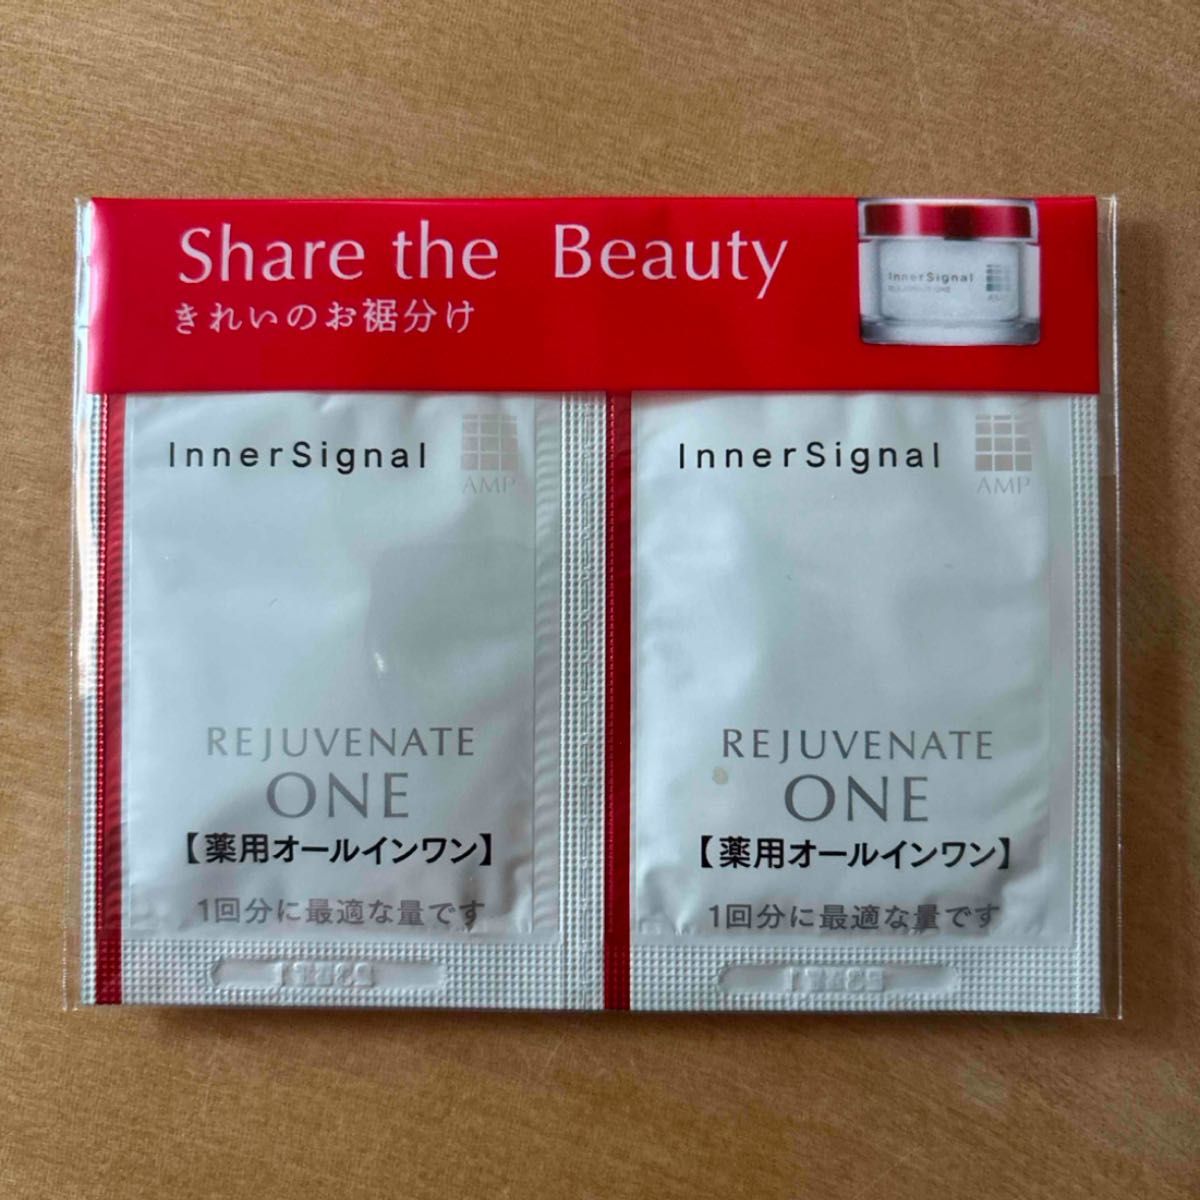 Share the Beauty
きれいのお裾分け
InnerSignal
AMP
InnerSignal
AMP
REJUVENATE
ONE
【薬用オールインワン】
1回分に最適な量です
InnerSignal
AMP
REJUVENATE
ONE
【薬用オールインワン】
1回分に最適な量です